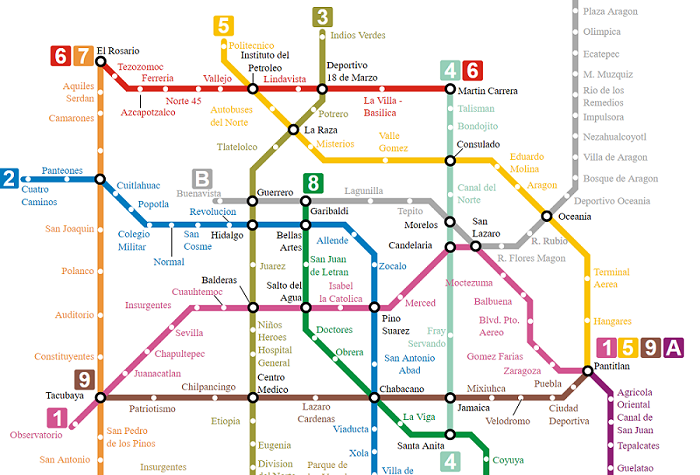 Plaza Aragon
Olimpica
Ecatepec
M. Muzquiz
Rio de los
Remedios
Impulsora
Nezahualcoyotl
Villa de Aragon
Bosque de Aragon
Deportivo Oceania
Oceania
R. Rubio
R. Flores Magon
San
Lazaro
3
Indios Verdes
5
Politecnico
Instituto del
Petroleo
Deportivo
18 de Marzo
6 7
El Rosario
Tezozomoc
Ferreria
Vallejo
Lindavista
Azcapotzalco
Norte 45
La Villa -
Basilica
4 6
Martin Carrera
Talisman
Bondojito
Consulado
Canal del
Norte
Morelos
Candelaria
Fray
Servando
Jamaica
Santa Anita
4
Aquiles
Serdan
Camarones
Autobuses
del Norte
Potrero
La Raza
Tlatelolco
Misterios
Valle
Gomez
Eduardo
Molina
Aragon
Terminal
Aerea
Hangares
Pantitlan
1 5 9 A
2
Panteones
Cuatro
Caminos
Cuitlahuac
Popotla
Colegio
Militar
Normal
San
Cosme
Revolucion
Hidalgo
B
Buenavista
Guerrero
8
Garibaldi
Lagunilla
Tepito
Bellas
Artes
Allende
Zocalo
San Joaquin
Polanco
Auditorio
Constituyentes
9
Tacubaya
1
Observatorio
Juanacatlan
Chapultepec
Sevilla
Insurgentes
Cuauhtemoc
Balderas
Juarez
San Juan
de Letran
Salto del
Agua
Isabel
la Catolica
Pino
Suarez
Merced
Moctezuma
Balbuena
Blvd. Pto.
Aereo
Gomez Farias
Zaragoza
Niños
Heroes
Hospital
General
Centro
Medico
Doctores
Obrera
San Antonio
Abad
Chabacano
Patriotismo
Chilpancingo
Lazaro
Cardenas
Mixiuhca
Velodromo
Puebla
Ciudad
Deportiva
Agricola
Oriental
Canal de
San Juan
Tepalcates
Guelatao
San Pedro
de los Pinos
San Antonio
Insurgentes
Etiopia
Eugenia
Division
del Norte
Parque de
Viaducta
Xola
Villa de
La Viga
Coyuya